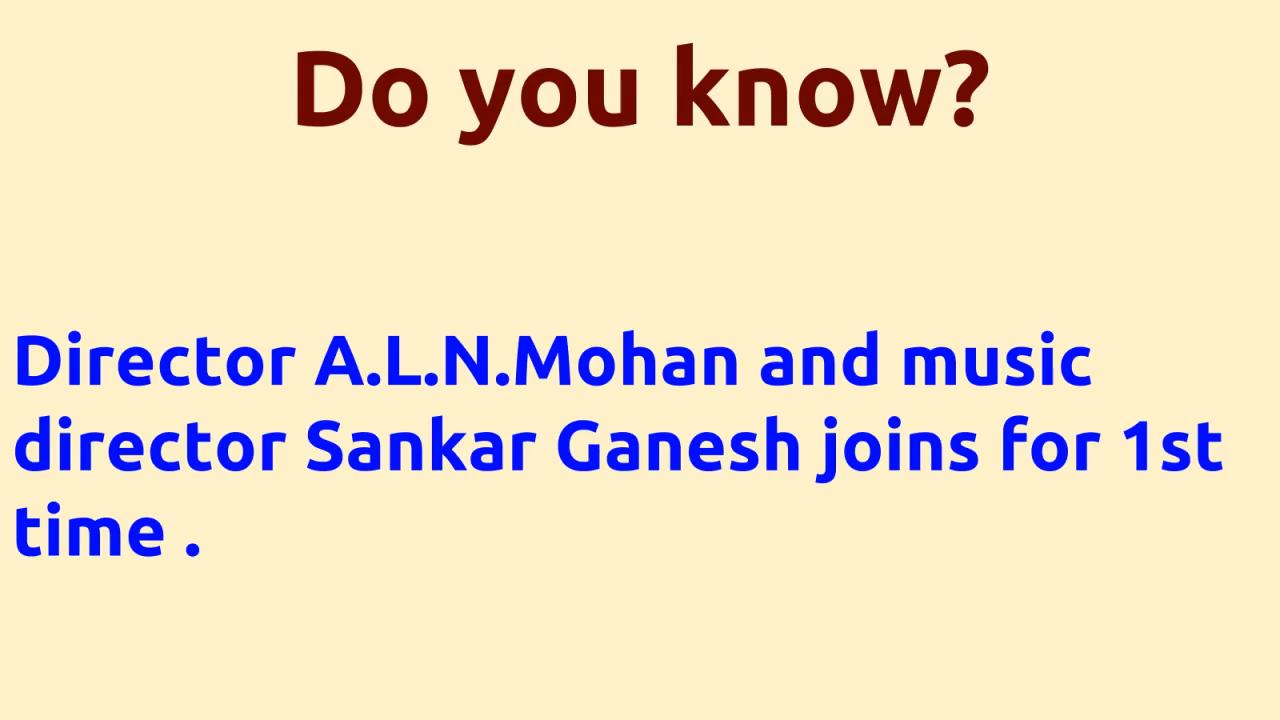 Do you know?
Director A.L.N.Mohan and music
director Sankar Ganesh joins for 1st
time .